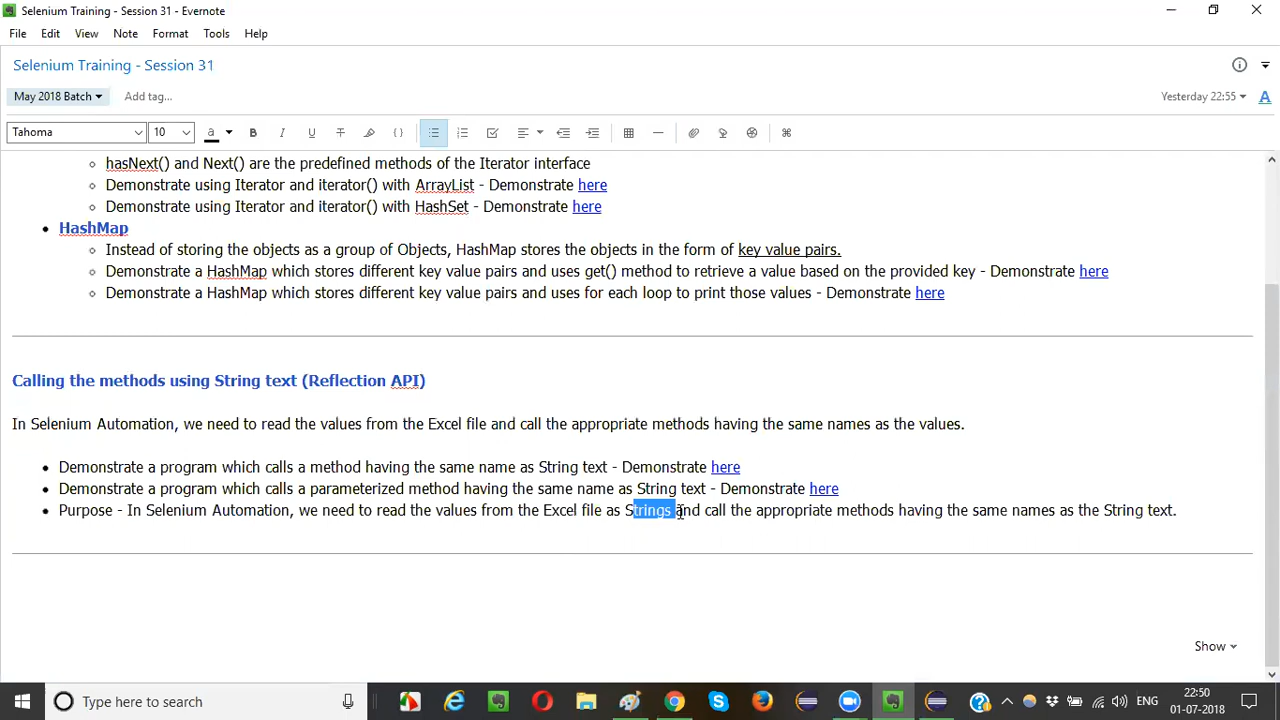 Selenium Training - Session 31 - Evernote
File Edit View Note Format Tools Help
Selenium Training - Session 31
May 2018 Batch Add tag... Yesterday 22:55
Tahoma 10 a B I U T { } A
hasNext() and Next() are the predefined methods of the Iterator interface
Demonstrate using Iterator and iterator() with ArrayList - Demonstrate here
Demonstrate using Iterator and iterator() with HashSet - Demonstrate here
HashMap
Instead of storing the objects as a group of Objects, HashMap stores the objects in the form of key value pairs.
Demonstrate a HashMap which stores different key value pairs and uses get() method to retrieve a value based on the provided key - Demonstrate here
Demonstrate a HashMap which stores different key value pairs and uses for each loop to print those values - Demonstrate here
Calling the methods using String text (Reflection API)
In Selenium Automation, we need to read the values from the Excel file and call the appropriate methods having the same names as the values.
Demonstrate a program which calls a method having the same name as String text - Demonstrate here
Demonstrate a program which calls a parameterized method having the same name as String text - Demonstrate here
Purpose - In Selenium Automation, we need to read the values from the Excel file as Strings and call the appropriate methods having the same names as the String text.
Show
Type here to search ENG 22:50
01-07-2018